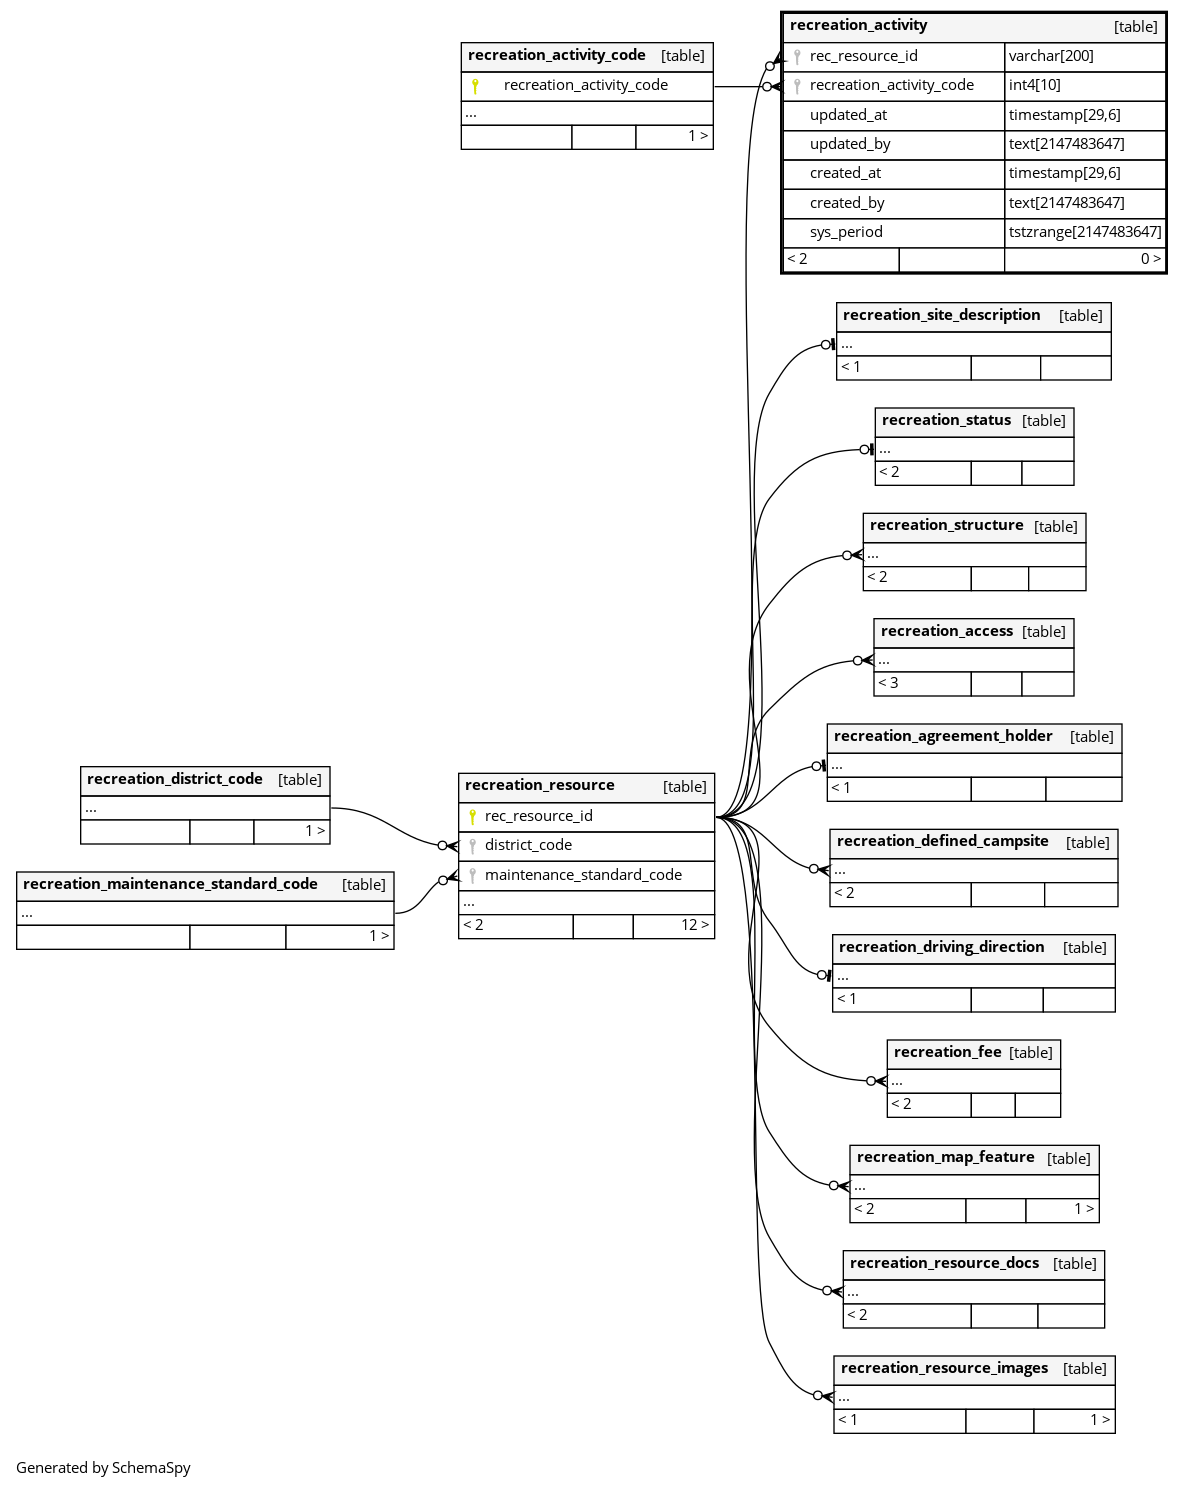 recreation_activity_code [table]
recreation_activity_code
...
1 >
recreation_activity [table]
rec_resource_id varchar[200]
recreation_activity_code int4[10]
updated_at timestamp[29,6]
updated_by text[2147483647]
created_at timestamp[29,6]
created_by text[2147483647]
sys_period tstzrange[2147483647]
< 2 0 >
recreation_site_description [table]
...
< 1
recreation_status [table]
...
< 2
recreation_structure [table]
...
< 2
recreation_access [table]
...
< 3
recreation_agreement_holder [table]
...
< 1
recreation_district_code [table]
...
1 >
recreation_maintenance_standard_code [table]
...
1 >
recreation_resource [table]
rec_resource_id
district_code
maintenance_standard_code
...
< 2 12 >
recreation_defined_campsite [table]
...
< 2
recreation_driving_direction [table]
...
< 1
recreation_fee [table]
...
< 2
recreation_map_feature [table]
...
< 2 1 >
recreation_resource_docs [table]
...
< 2
recreation_resource_images [table]
...
< 1 1 >
Generated by SchemaSpy